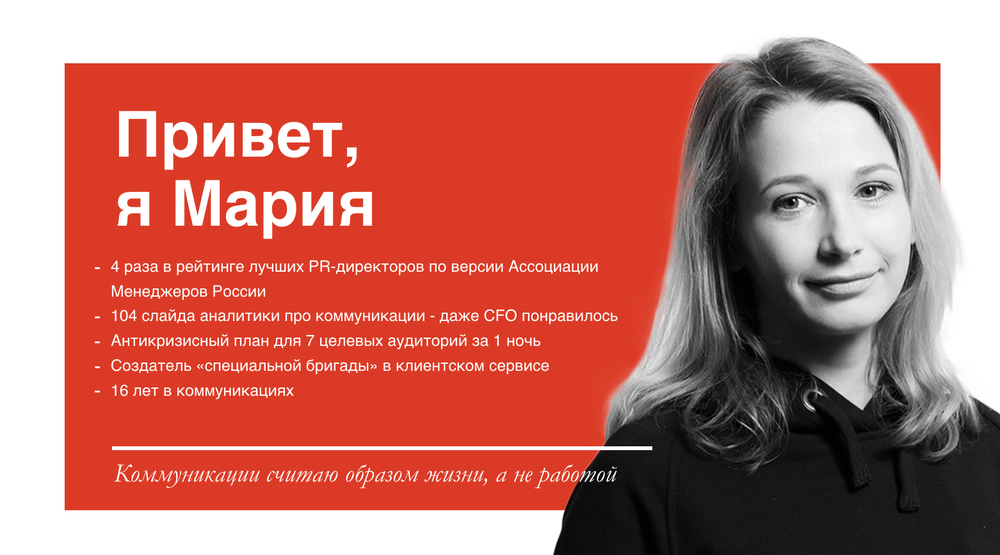 Привет,
я Мария
- 4 раза в рейтинге лучших PR-директоров по версии Ассоциации
Менеджеров России
- 104 слайда аналитики про коммуникации - даже CFO понравилось
- Антикризисный план для 7 целевых аудиторий за 1 ночь
- Создатель «специальной бригады» в клиентском сервисе
- 16 лет в коммуникациях
Коммуникации считаю образом жизни, а не работой